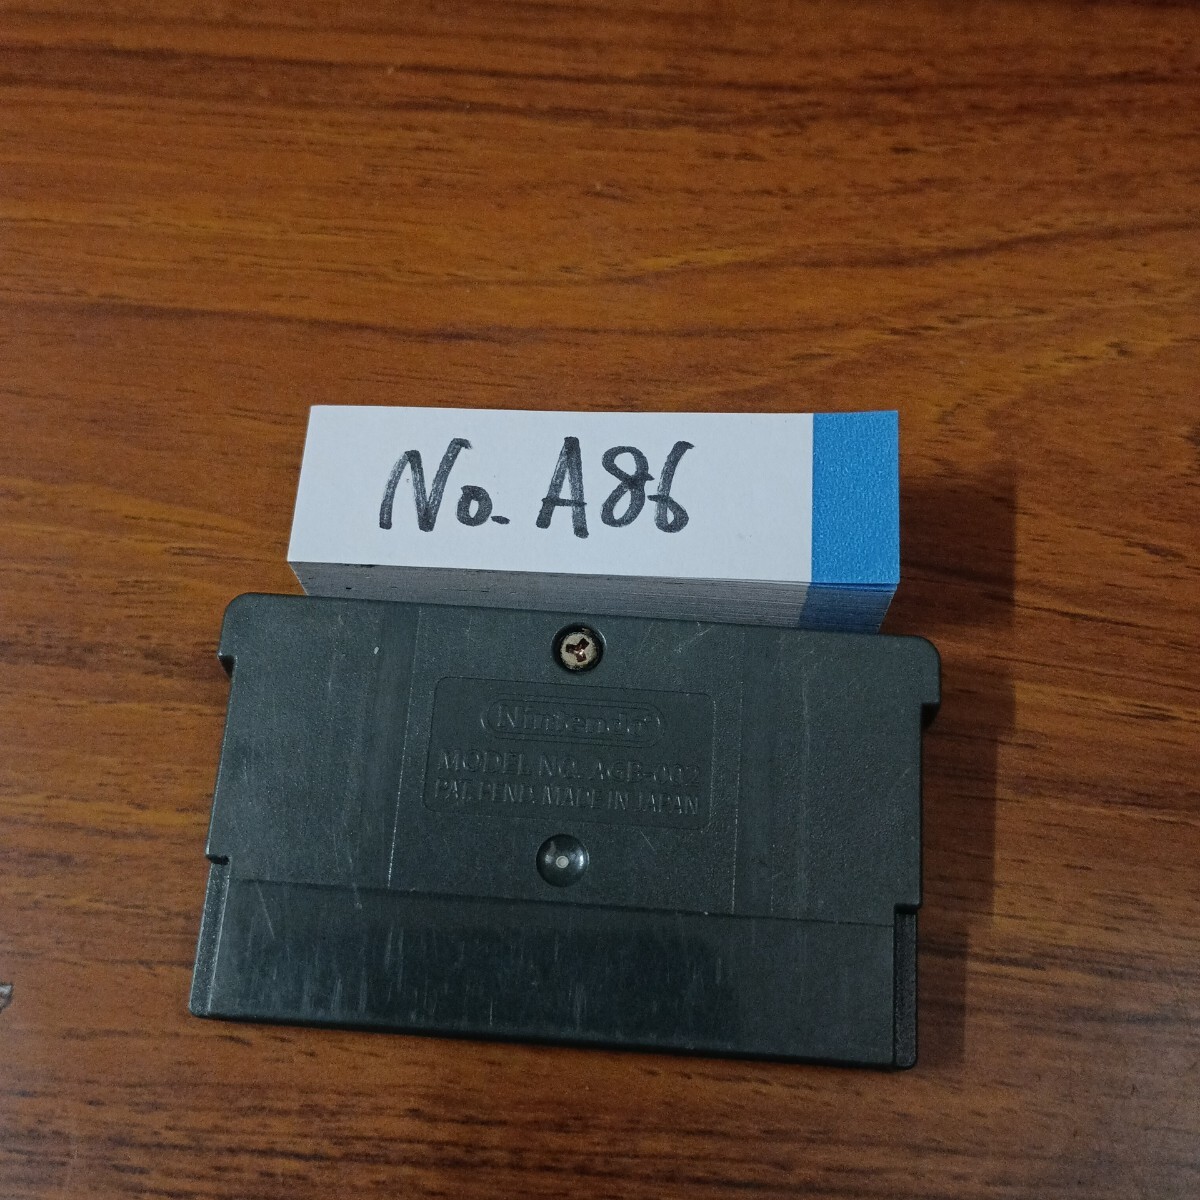 No. A86
Nintendo®
MODEL NO. AGB-002
PAT. PEND. MADE IN JAPAN